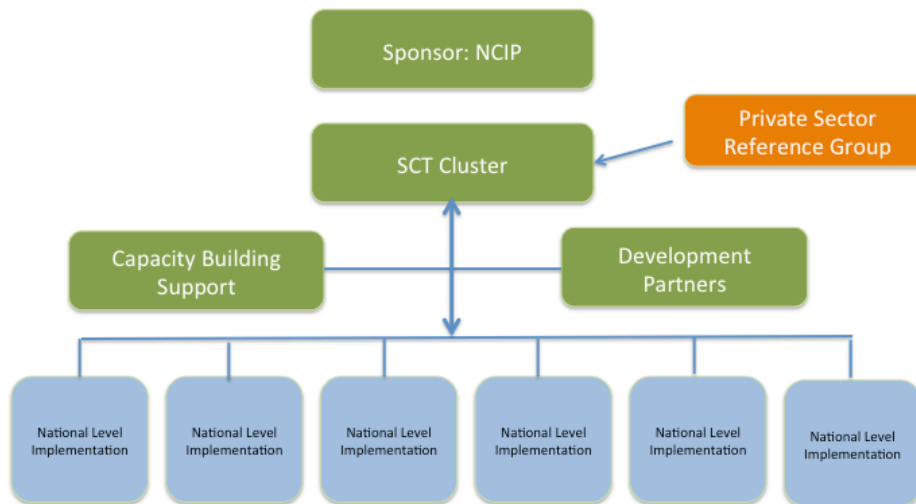 Sponsor: NCIP
Private Sector
Reference Group
SCT Cluster
Capacity Building
Support
Development
Partners
National Level
Implementation
National Level
Implementation
National Level
Implementation
National Level
Implementation
National Level
Implementation
National Level
Implementation